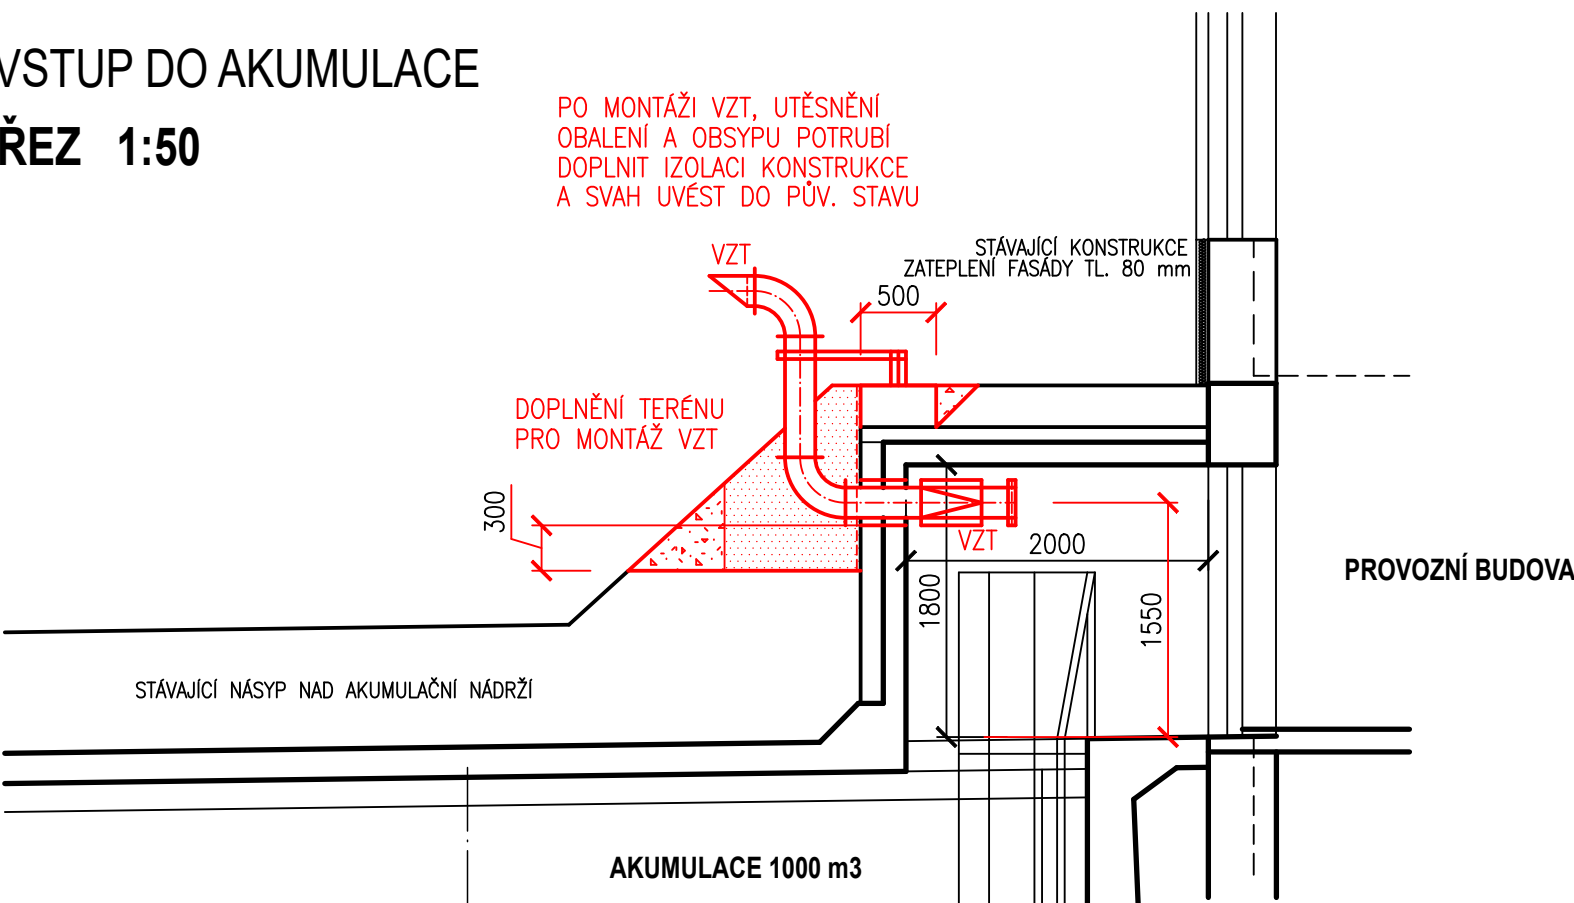 VSTUP DO AKUMULACE
ŘEZ 1:50
PO MONTÁŽI VZT, UTĚSNĚNÍ
OBALENÍ A OBSYPU POTRUBÍ
DOPLNIT IZOLACI KONSTRUKCE
A SVAH UVÉST DO PŮV. STAVU
VZT
STÁVAJÍCÍ KONSTRUKCE
ZATEPLENÍ FASÁDY TL. 80 mm
500
DOPLNĚNÍ TERÉNU
PRO MONTÁŽ VZT
300
VZT
2000
1800
1550
PROVOZNÍ BUDOVA
STÁVAJÍCÍ NÁSYP NAD AKUMULAČNÍ NÁDRŽÍ
AKUMULACE 1000 m3